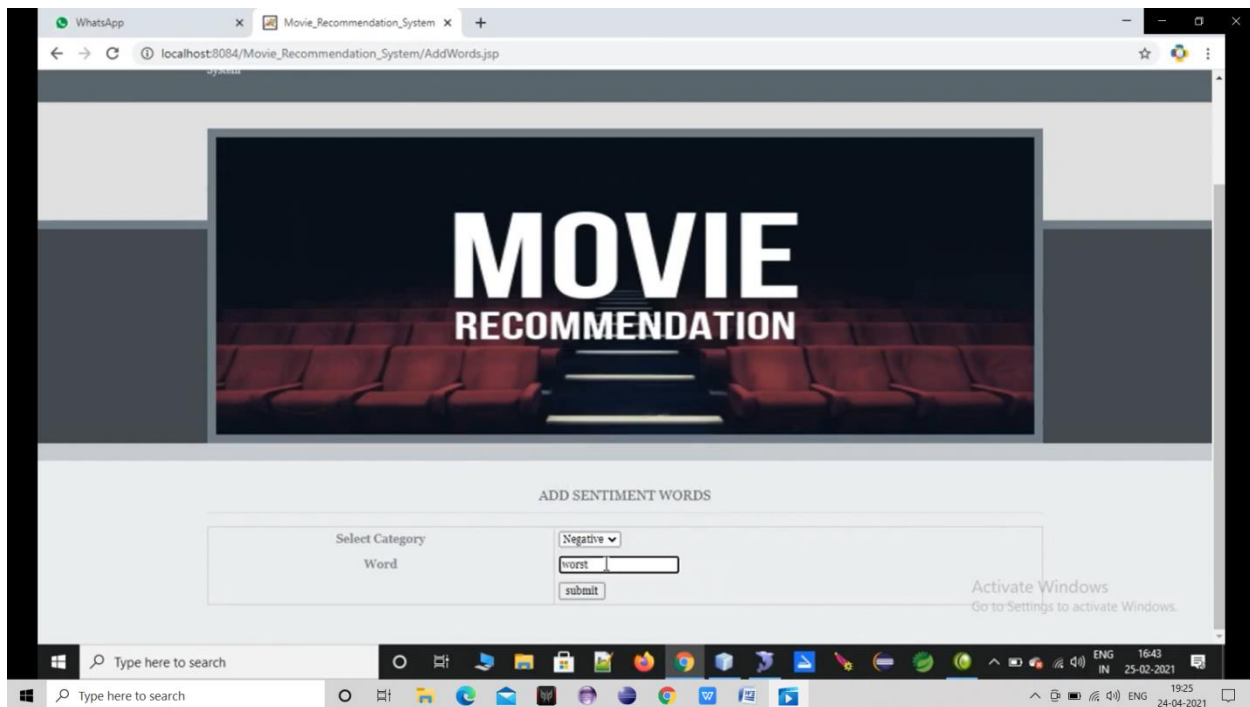 WhatsApp
Movie_Recommendation_System
localhost:8084/Movie_Recommendation_System/AddWords.jsp
System
MOVIE
RECOMMENDATION
ADD SENTIMENT WORDS
Select Category Negative
Word worst
submit
Activate Windows
Go to Settings to activate Windows.
Type here to search
ENG 16:43
IN 25-02-2021
Type here to search
ENG 19:25
24-04-2021